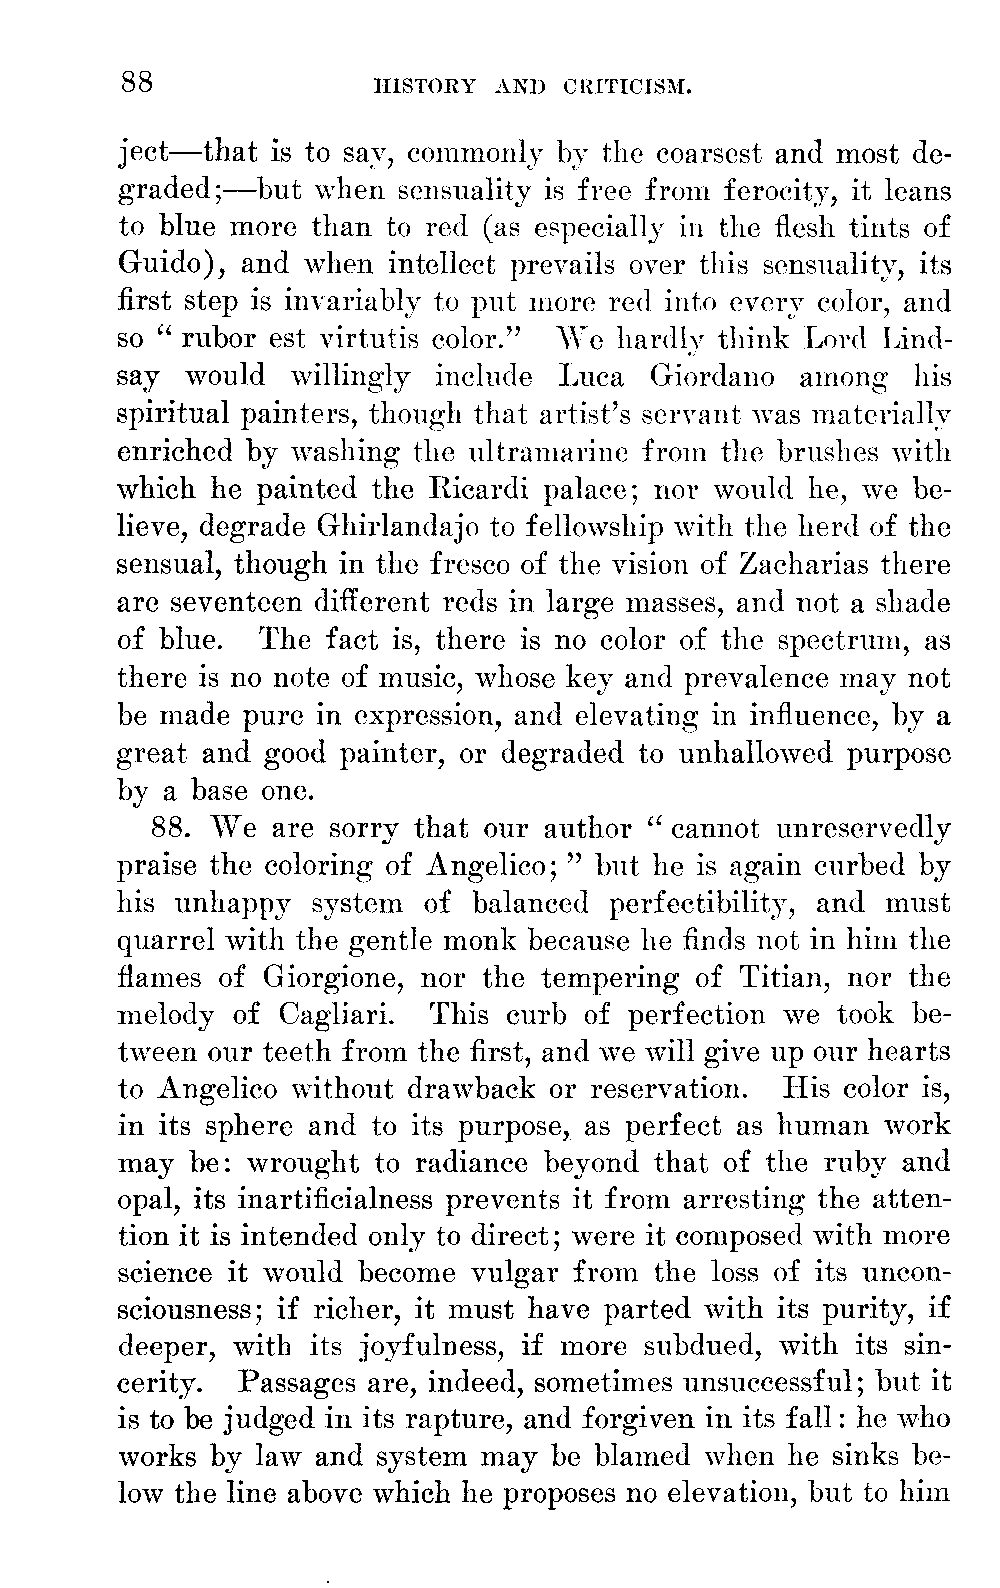 88 HISTORY AND CRITICISM.
ject—that is to say, commonly by the coarsest and most de-
graded;—but when sensuality is free from ferocity, it leans
to blue more than to red (as especially in the flesh tints of
Guido), and when intellect prevails over this sensuality, its
first step is invariably to put more red into every color, and
so “ rubor est virtutis color.” We hardly think Lord Lind-
say would willingly include Luca Giordano among his
spiritual painters, though that artist’s servant was materially
enriched by washing the ultramarine from the brushes with
which he painted the Ricardi palace; nor would he, we be-
lieve, degrade Ghirlandajo to fellowship with the herd of the
sensual, though in the fresco of the vision of Zacharias there
are seventeen different reds in large masses, and not a shade
of blue. The fact is, there is no color of the spectrum, as
there is no note of music, whose key and prevalence may not
be made pure in expression, and elevating in influence, by a
great and good painter, or degraded to unhallowed purpose
by a base one.
88. We are sorry that our author “ cannot unreservedly
praise the coloring of Angelico; ” but he is again curbed by
his unhappy system of balanced perfectibility, and must
quarrel with the gentle monk because he finds not in him the
flames of Giorgione, nor the tempering of Titian, nor the
melody of Cagliari. This curb of perfection we took be-
tween our teeth from the first, and we will give up our hearts
to Angelico without drawback or reservation. His color is,
in its sphere and to its purpose, as perfect as human work
may be: wrought to radiance beyond that of the ruby and
opal, its inartificialness prevents it from arresting the atten-
tion it is intended only to direct; were it composed with more
science it would become vulgar from the loss of its uncon-
sciousness; if richer, it must have parted with its purity, if
deeper, with its joyfulness, if more subdued, with its sin-
cerity. Passages are, indeed, sometimes unsuccessful; but it
is to be judged in its rapture, and forgiven in its fall: he who
works by law and system may be blamed when he sinks be-
low the line above which he proposes no elevation, but to him